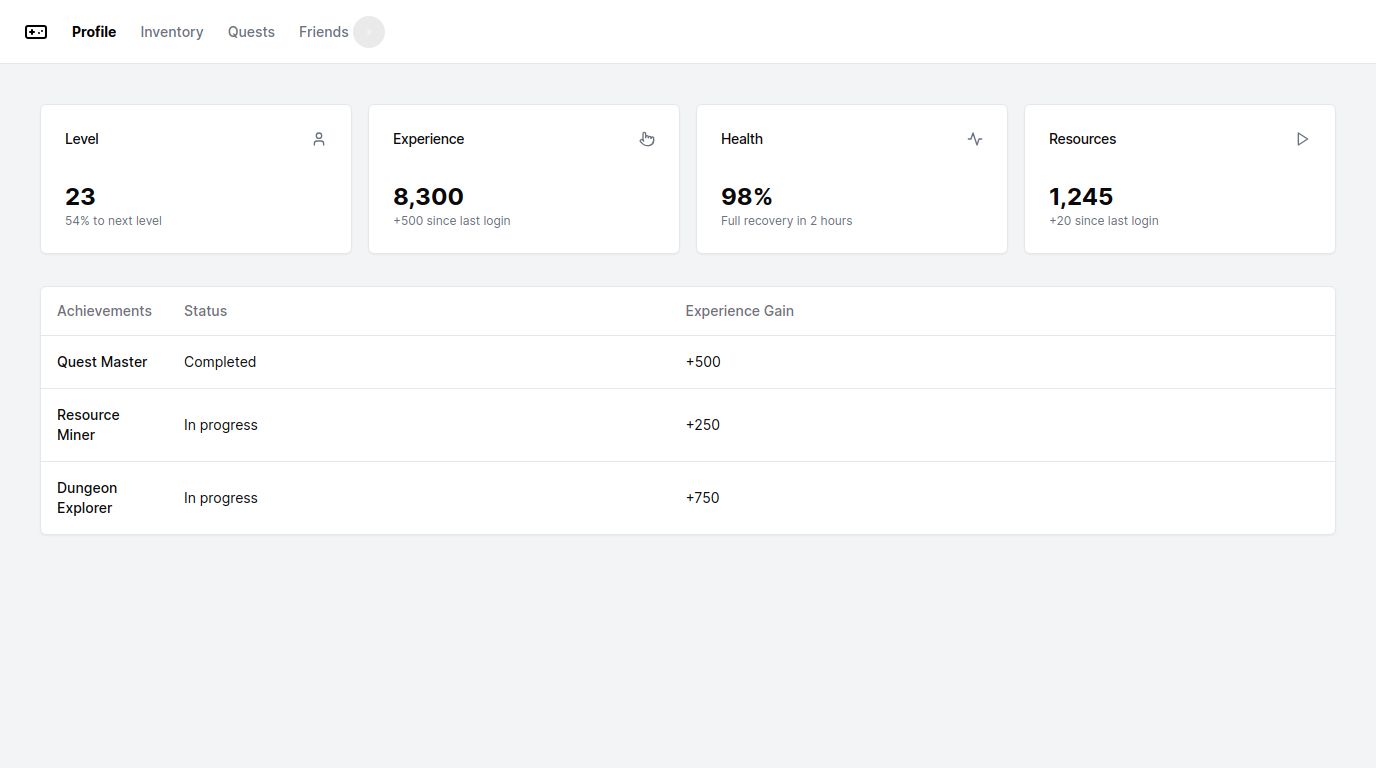 Profile Inventory Quests Friends
Level
23
54% to next level
Experience
8,300
+500 since last login
Health
98%
Full recovery in 2 hours
Resources
1,245
+20 since last login
Achievements Status Experience Gain
Quest Master Completed +500
Resource
Miner
In progress +250
Dungeon
Explorer
In progress +750